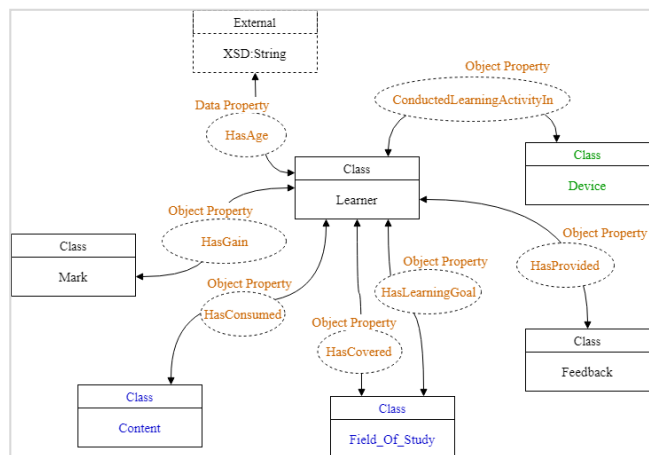 External
XSD:String
Object Property
ConductedLearningActivityIn
Data Property
HasAge
Class
Device
Class
Learner
Object Property
HasGain
Class
Mark
Object Property
HasProvided
Object Property
HasLearningGoal
Object Property
HasConsumed
Object Property
HasCovered
Class
Feedback
Class
Content
Class
Field_Of_Study